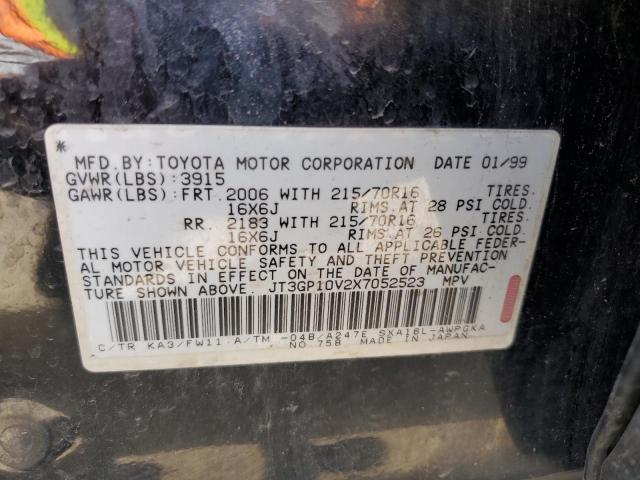 * MFD.BY:TOYOTA MOTOR CORPORATION DATE 01/99
GVWR(LBS):3915
GAWR(LBS):FRT.2006 WITH 215/70R16 TIRES.
16X6J RIMS.AT 28 PSI COLD.
RR. 2183 WITH 215/70R16 TIRES.
16X6J RIMS.AT 26 PSI COLD.
THIS VEHICLE CONFORMS TO ALL APPLICABLE FEDER-
AL MOTOR VEHICLE SAFETY AND THEFT PREVENTION
STANDARDS IN EFFECT ON THE DATE OF MANUFAC-
TURE SHOWN ABOVE. JT3GP10V2X7052523 MPV
C/TR KA3/FW11.A/TM -04B/A247E SXA16L-AWPGKA
NO.758 MADE IN JAPAN